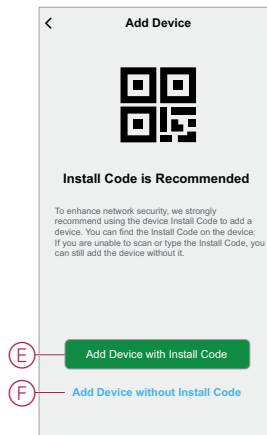 Add Device
Install Code is Recommended
To enhance network security, we strongly
recommend using the device Install Code to add a
device. You can find the Install Code on the device.
If you are unable to scan or type the Install Code, you
can still add the device without it.
E
Add Device with Install Code
F
Add Device without Install Code